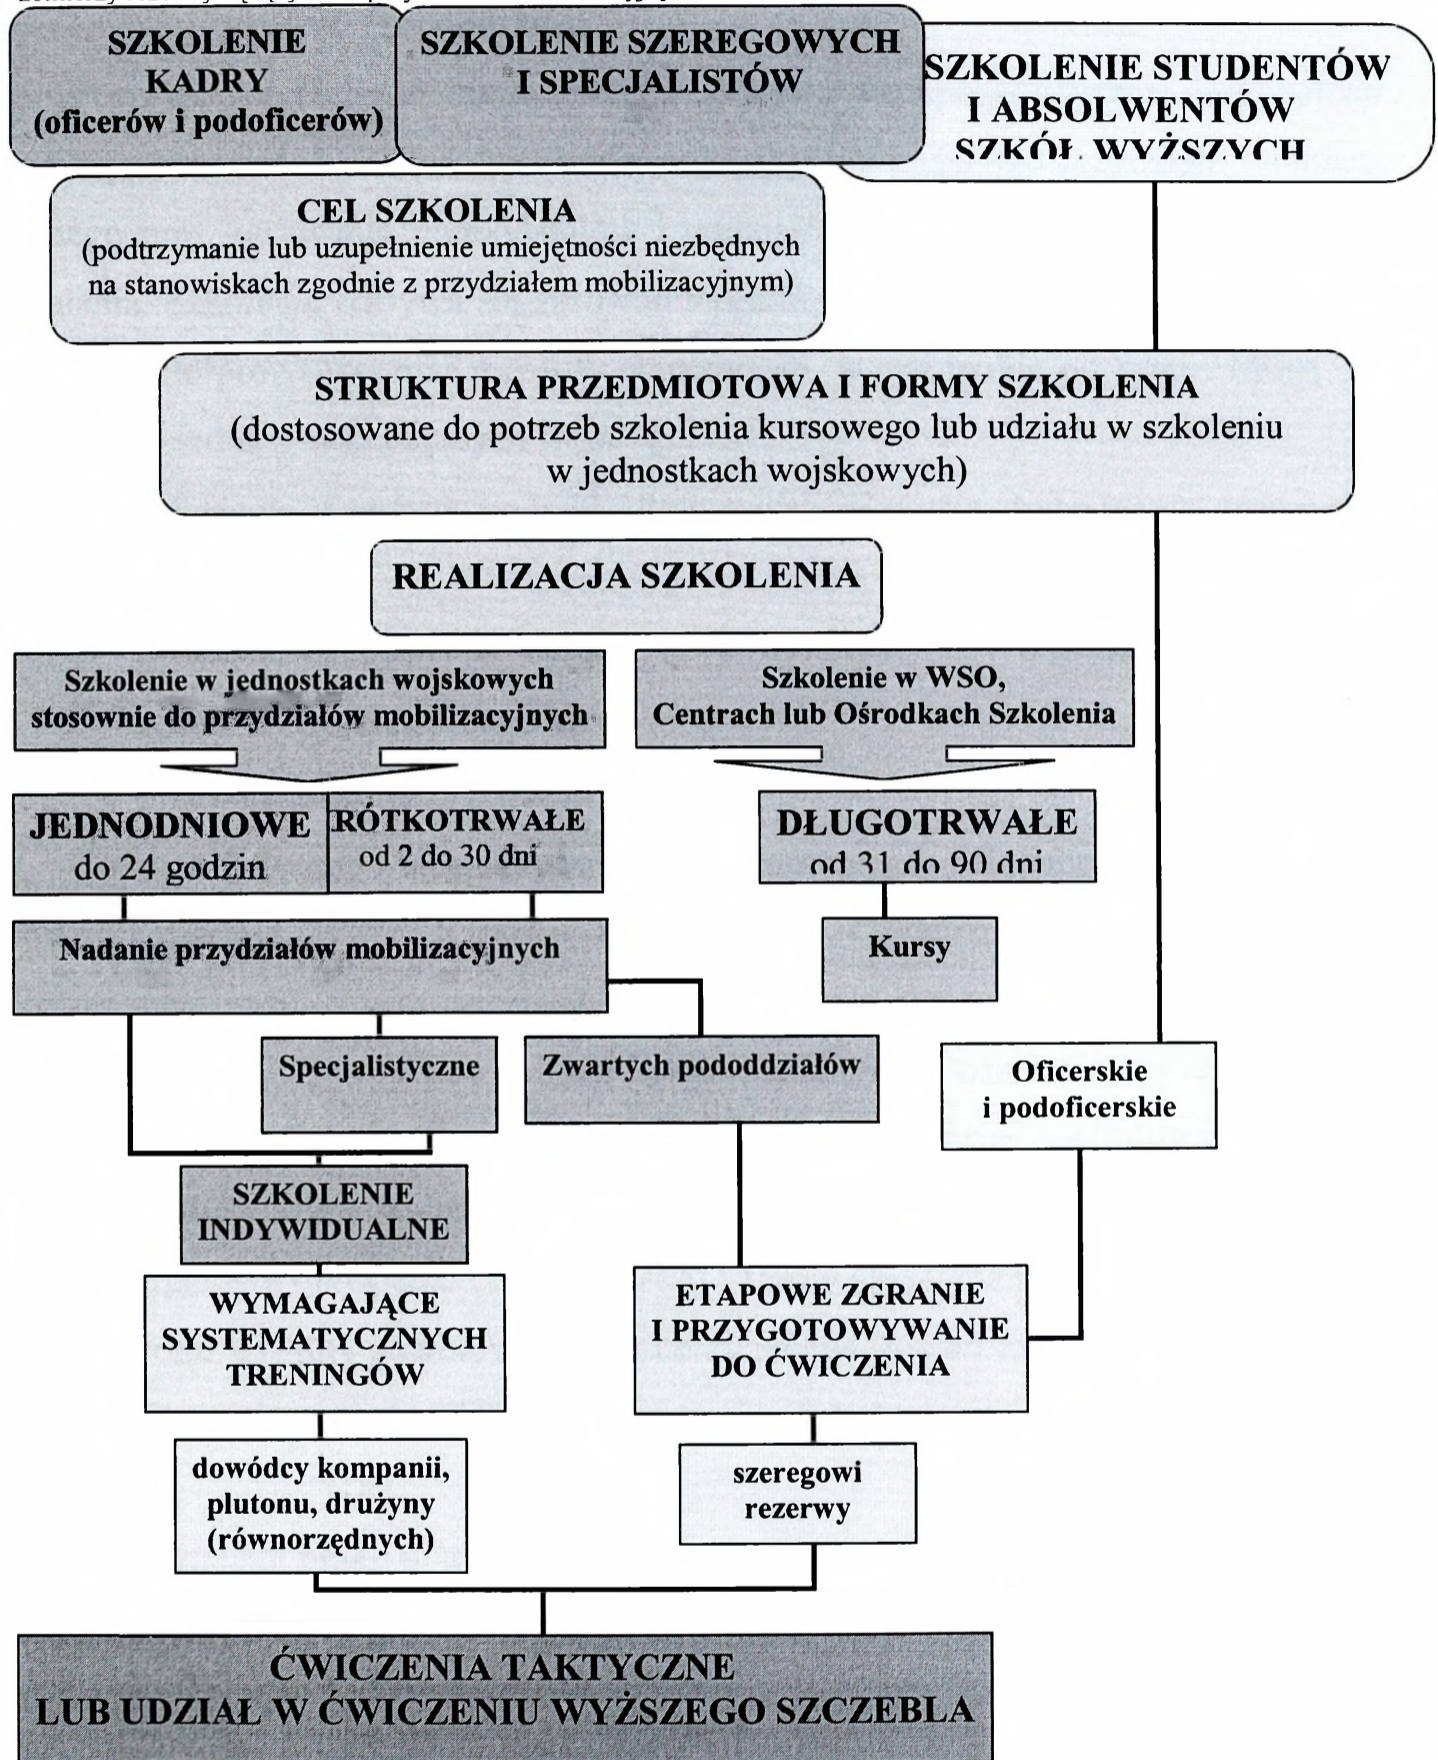 SZKOLENIE
KADRY
(oficerów i podoficerów)
SZKOLENIE SZEREGOWYCH
I SPECJALISTÓW
SZKOLENIE STUDENTÓW
I ABSOLWENTÓW
SZKÓŁ WYŻSZYCH
CEL SZKOLENIA
(podtrzymanie lub uzupełnienie umiejętności niezbędnych
na stanowiskach zgodnie z przydziałem mobilizacyjnym)
STRUKTURA PRZEDMIOTOWA I FORMY SZKOLENIA
(dostosowane do potrzeb szkolenia kursowego lub udziału w szkoleniu
w jednostkach wojskowych)
REALIZACJA SZKOLENIA
Szkolenie w jednostkach wojskowych
stosownie do przydziałów mobilizacyjnych
Szkolenie w WSO,
Centrach lub Ośrodkach Szkolenia
JEDNODNIOWE
do 24 godzin
RÓTKOTRWAŁE
od 2 do 30 dni
DŁUGOTRWAŁE
od 31 do 90 dni
Nadanie przydziałów mobilizacyjnych
Kursy
Specjalistyczne
Zwartych pododdziałów
Oficerskie
i podoficerskie
SZKOLENIE
INDYWIDUALNE
WYMAGAJĄCE
SYSTEMATYCZNYCH
TRENINGÓW
ETAPOWE ZGRANIE
I PRZYGOTOWYWANIE
DO ĆWICZENIA
dowódcy kompanii,
plutonu, drużyny
(równorzędnych)
szeregowi
rezerwy
ĆWICZENIA TAKTYCZNE
LUB UDZIAŁ W ĆWICZENIU WYŻSZEGO SZCZEBLA